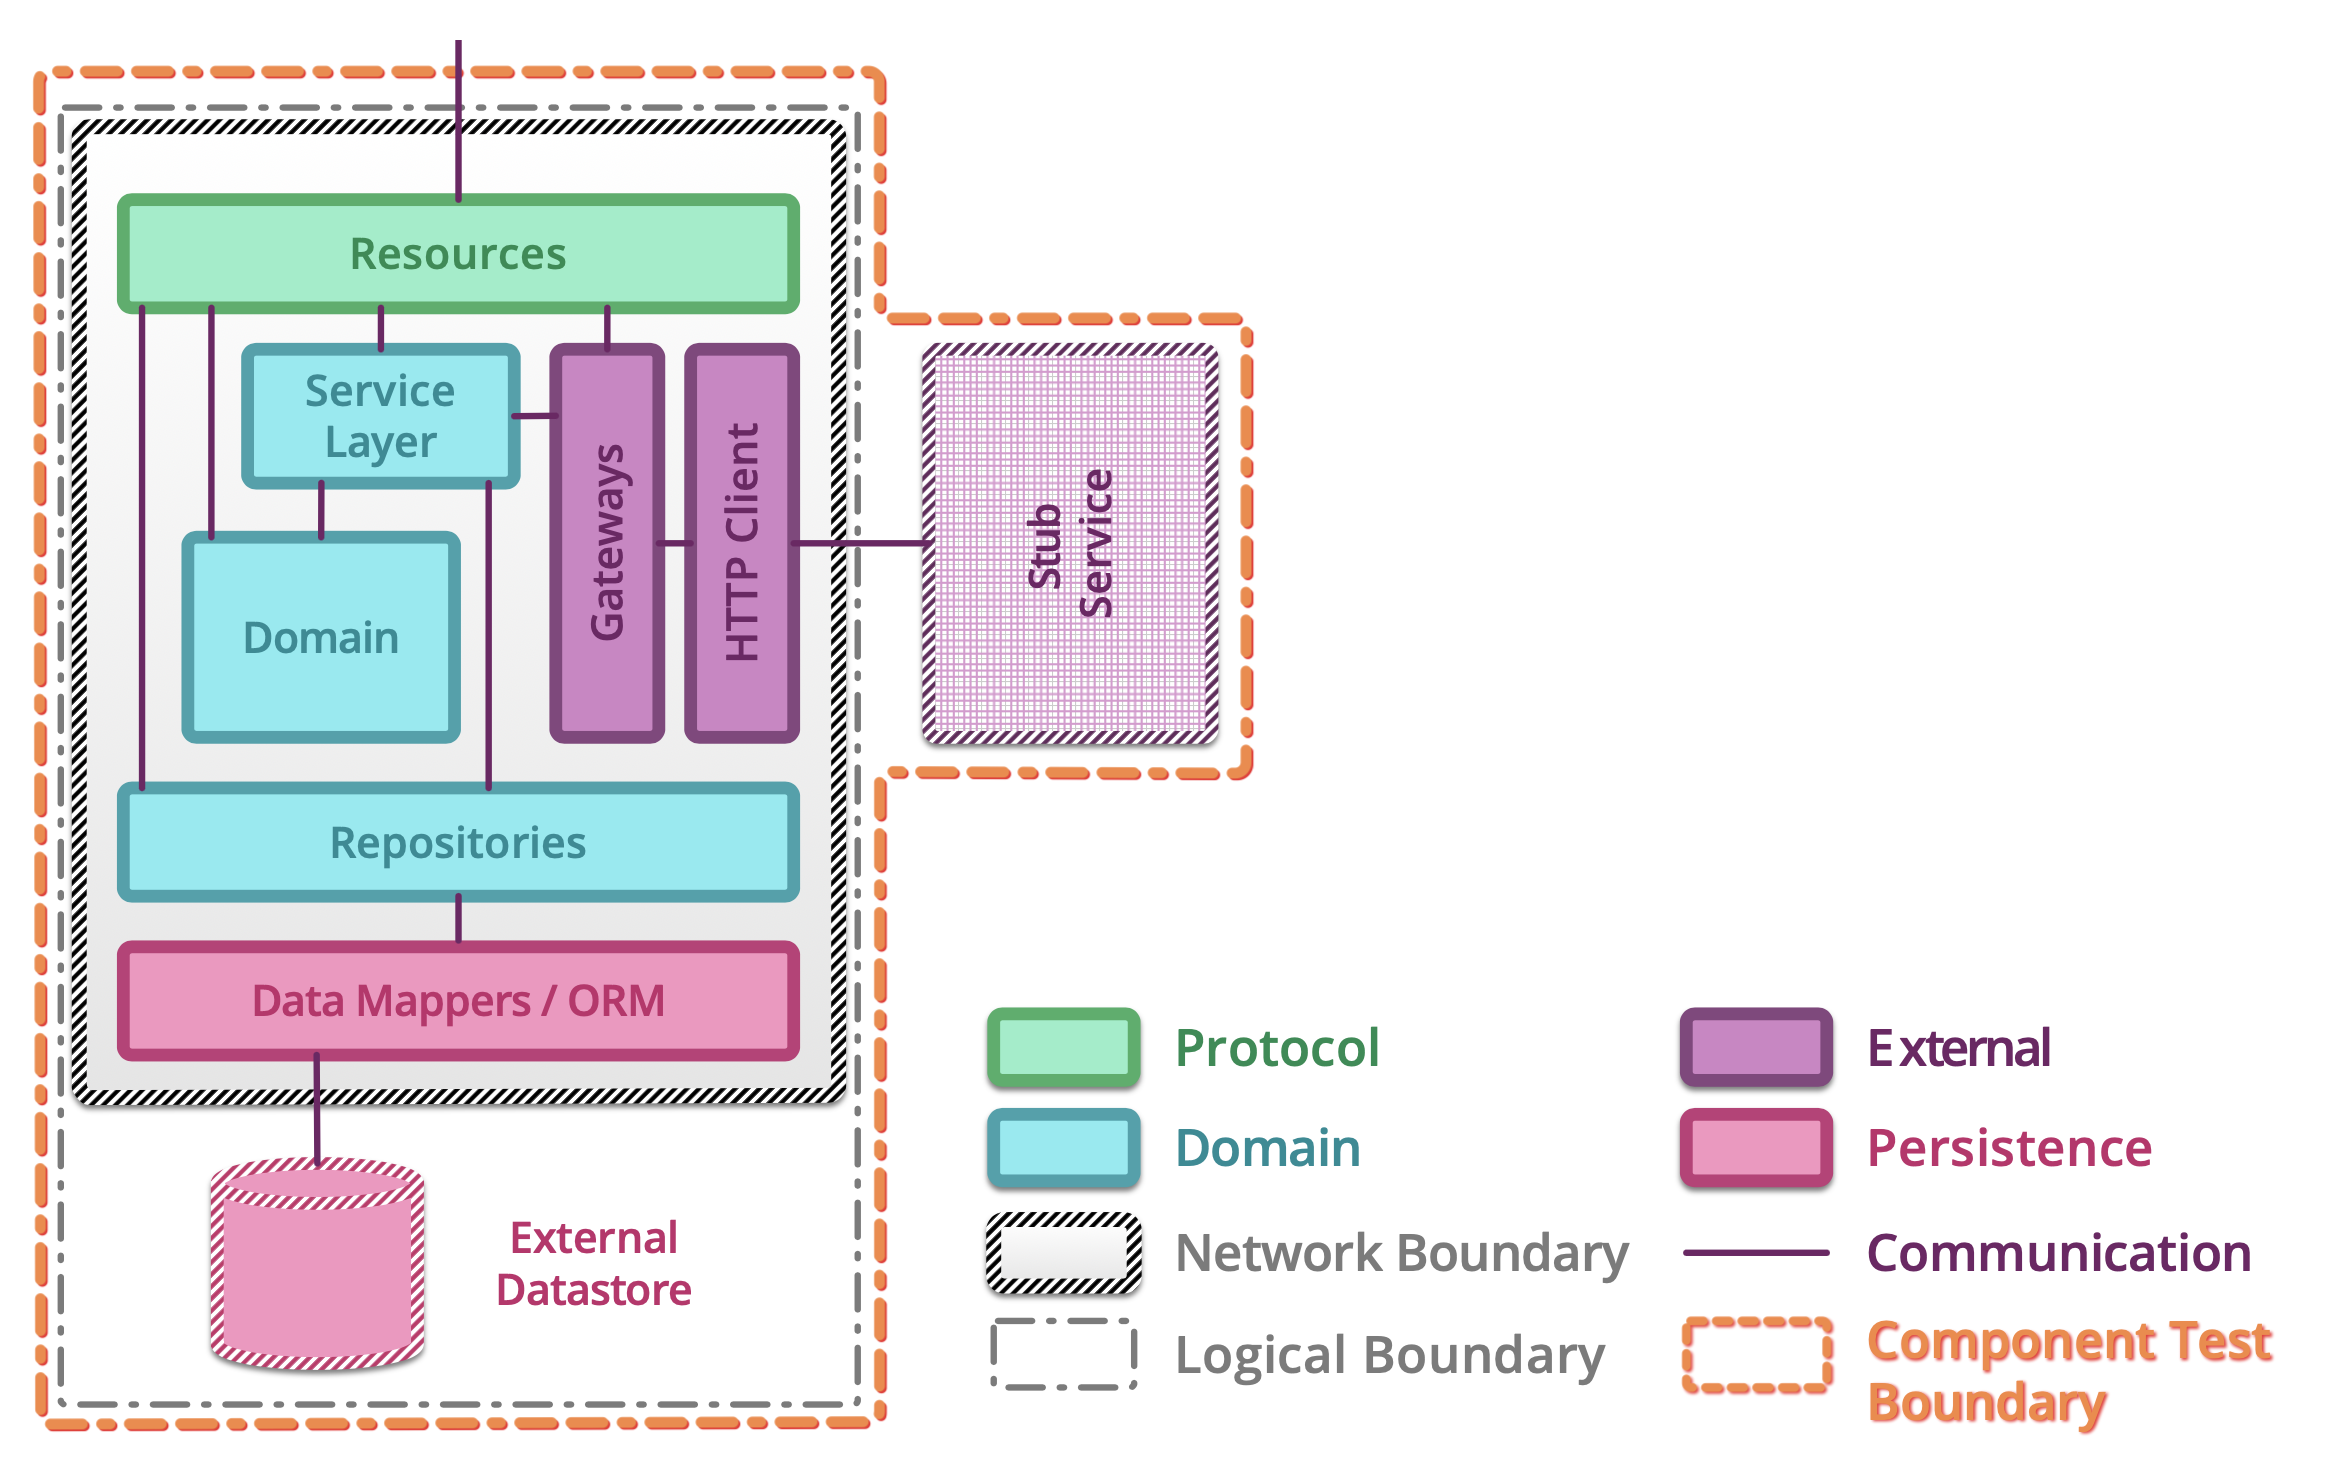 Resources
Service
Layer
Gateways
HTTP Client
Stub
Service
Domain
Repositories
Data Mappers / ORM
External
Datastore
Protocol
External
Domain
Persistence
Network Boundary
Communication
Logical Boundary
Component Test
Boundary